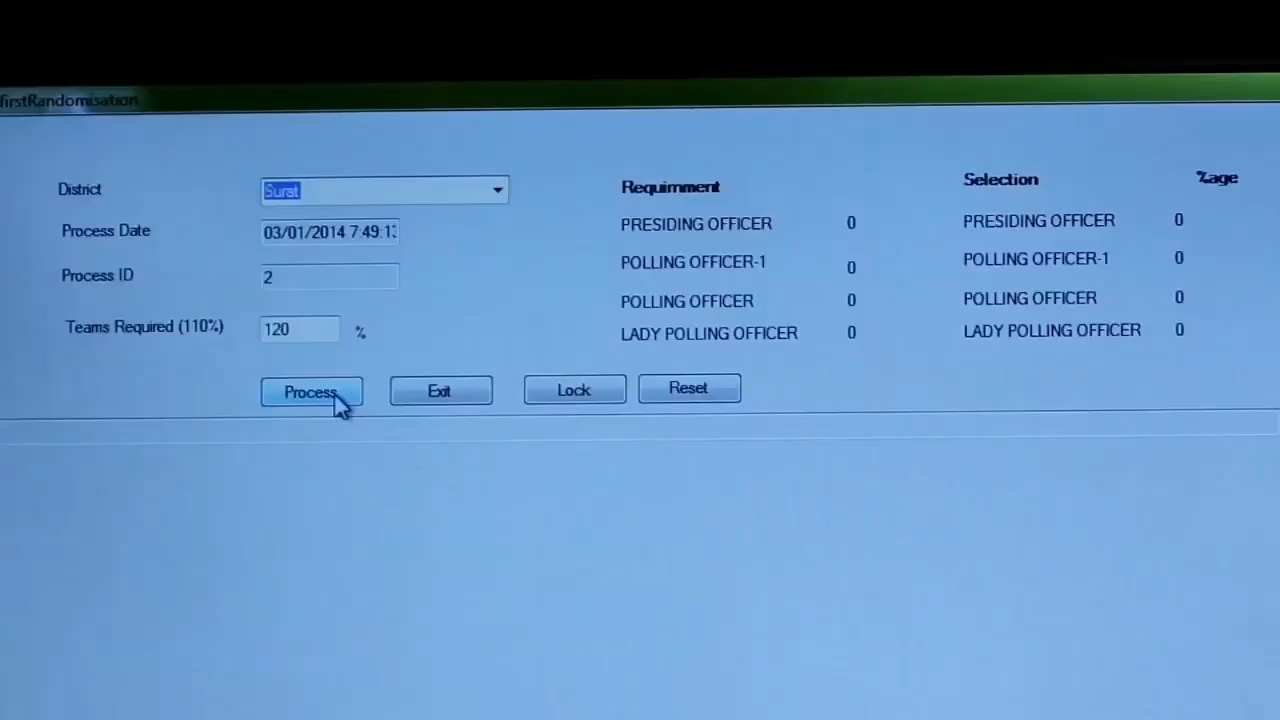 firstRandomisation
District Surat
Process Date 03/01/2014 7:49:13
Process ID 2
Teams Required (110%) 120 %
Process Exit Lock Reset
Requirnment
PRESIDING OFFICER 0
POLLING OFFICER-1 0
POLLING OFFICER 0
LADY POLLING OFFICER 0
Selection %age
PRESIDING OFFICER 0
POLLING OFFICER-1 0
POLLING OFFICER 0
LADY POLLING OFFICER 0